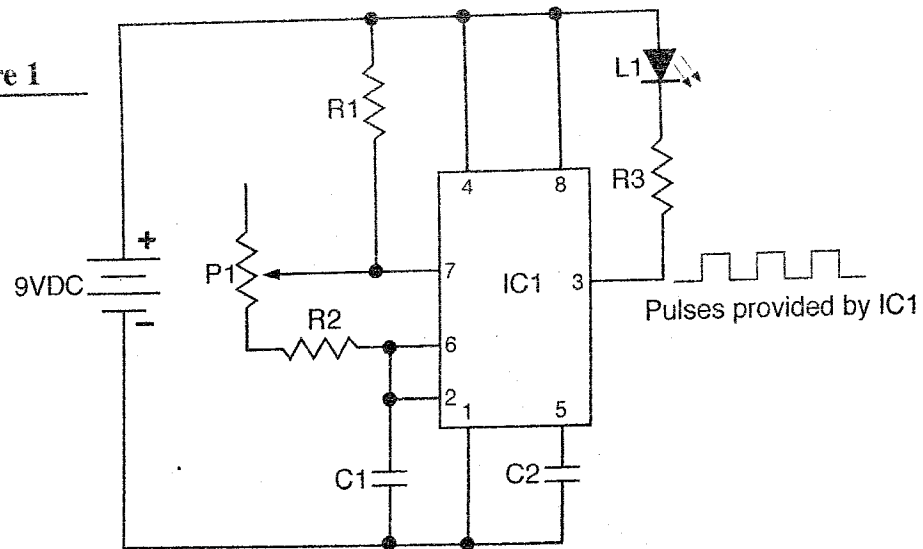 re 1
L1
R1
R3
4 8
+
9VDC
-
P1
7
IC1
3
Pulses provided by IC1
R2
6
2
1 5
C1
C2